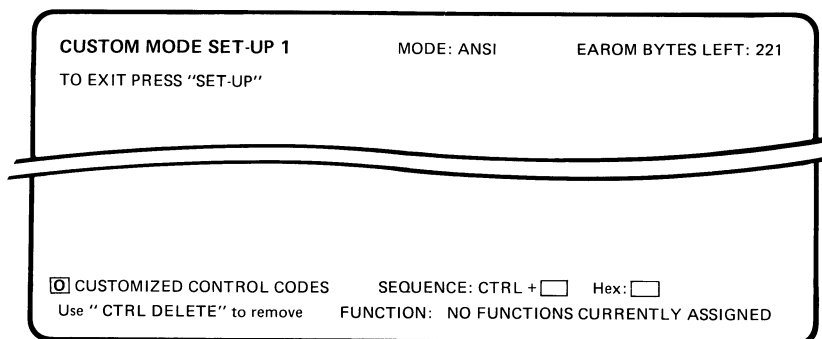 CUSTOM MODE SET-UP 1 MODE: ANSI EAROM BYTES LEFT: 221
TO EXIT PRESS "SET-UP"
O CUSTOMIZED CONTROL CODES SEQUENCE: CTRL + Hex:
Use "CTRL DELETE" to remove FUNCTION: NO FUNCTIONS CURRENTLY ASSIGNED